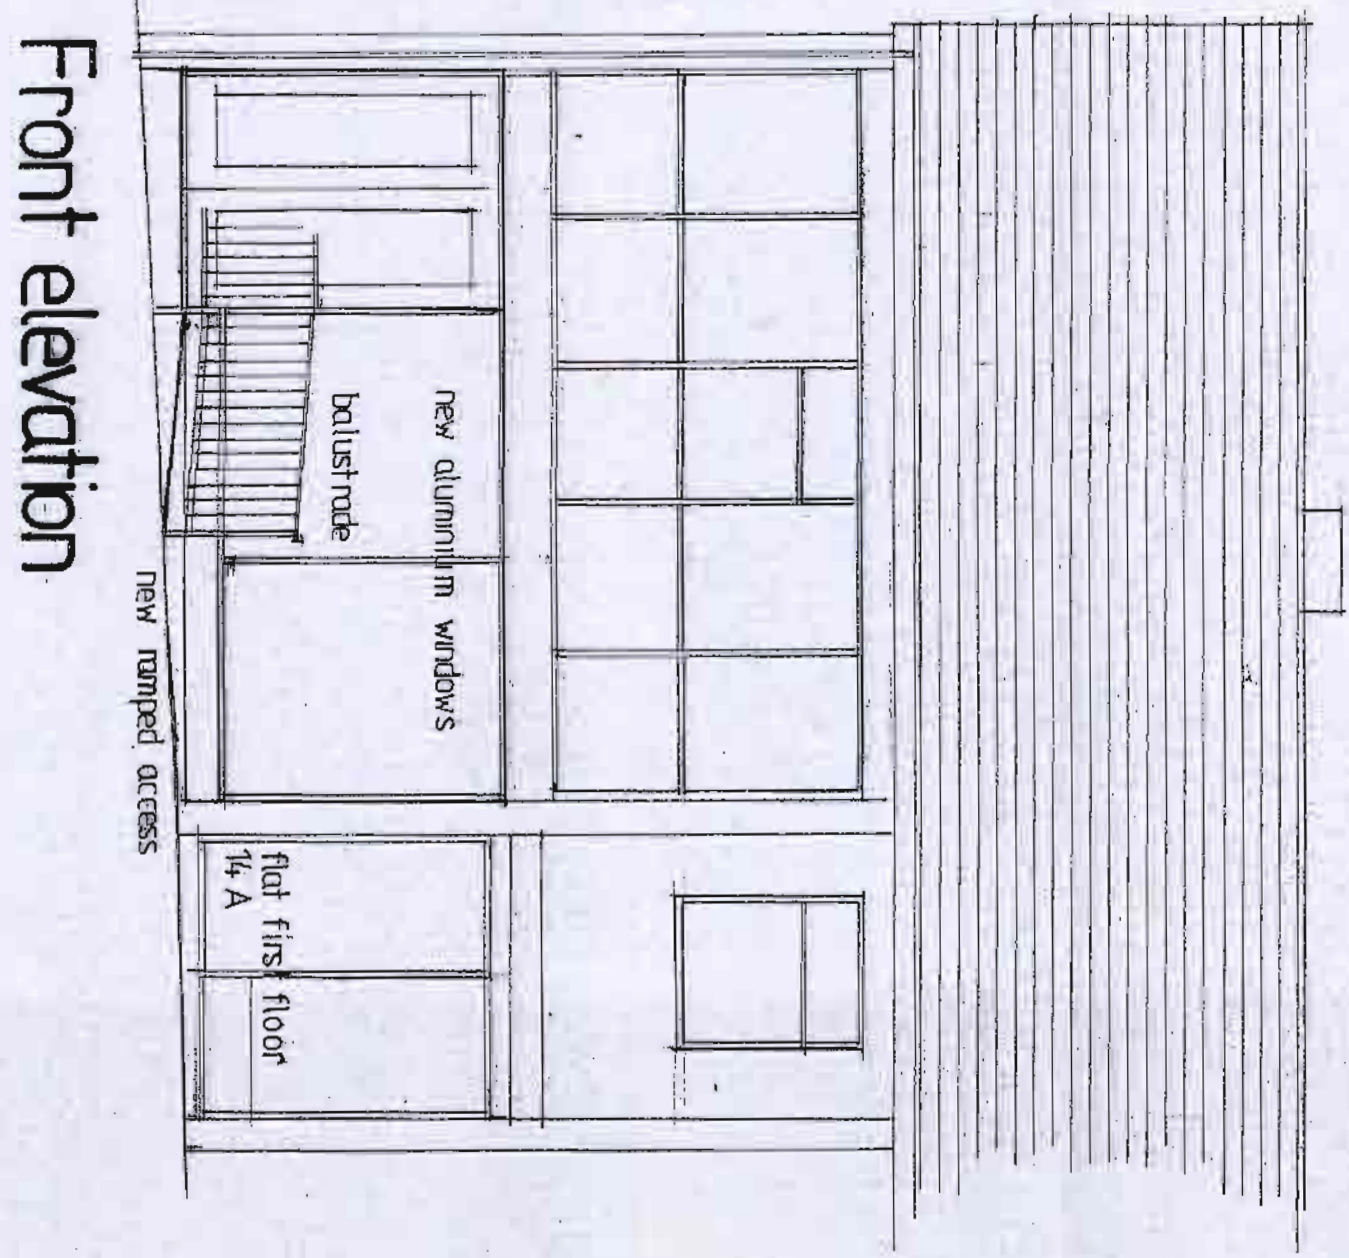 new aluminium windows
balustrade
flat first floor
14 A
new ramped access
Front elevation